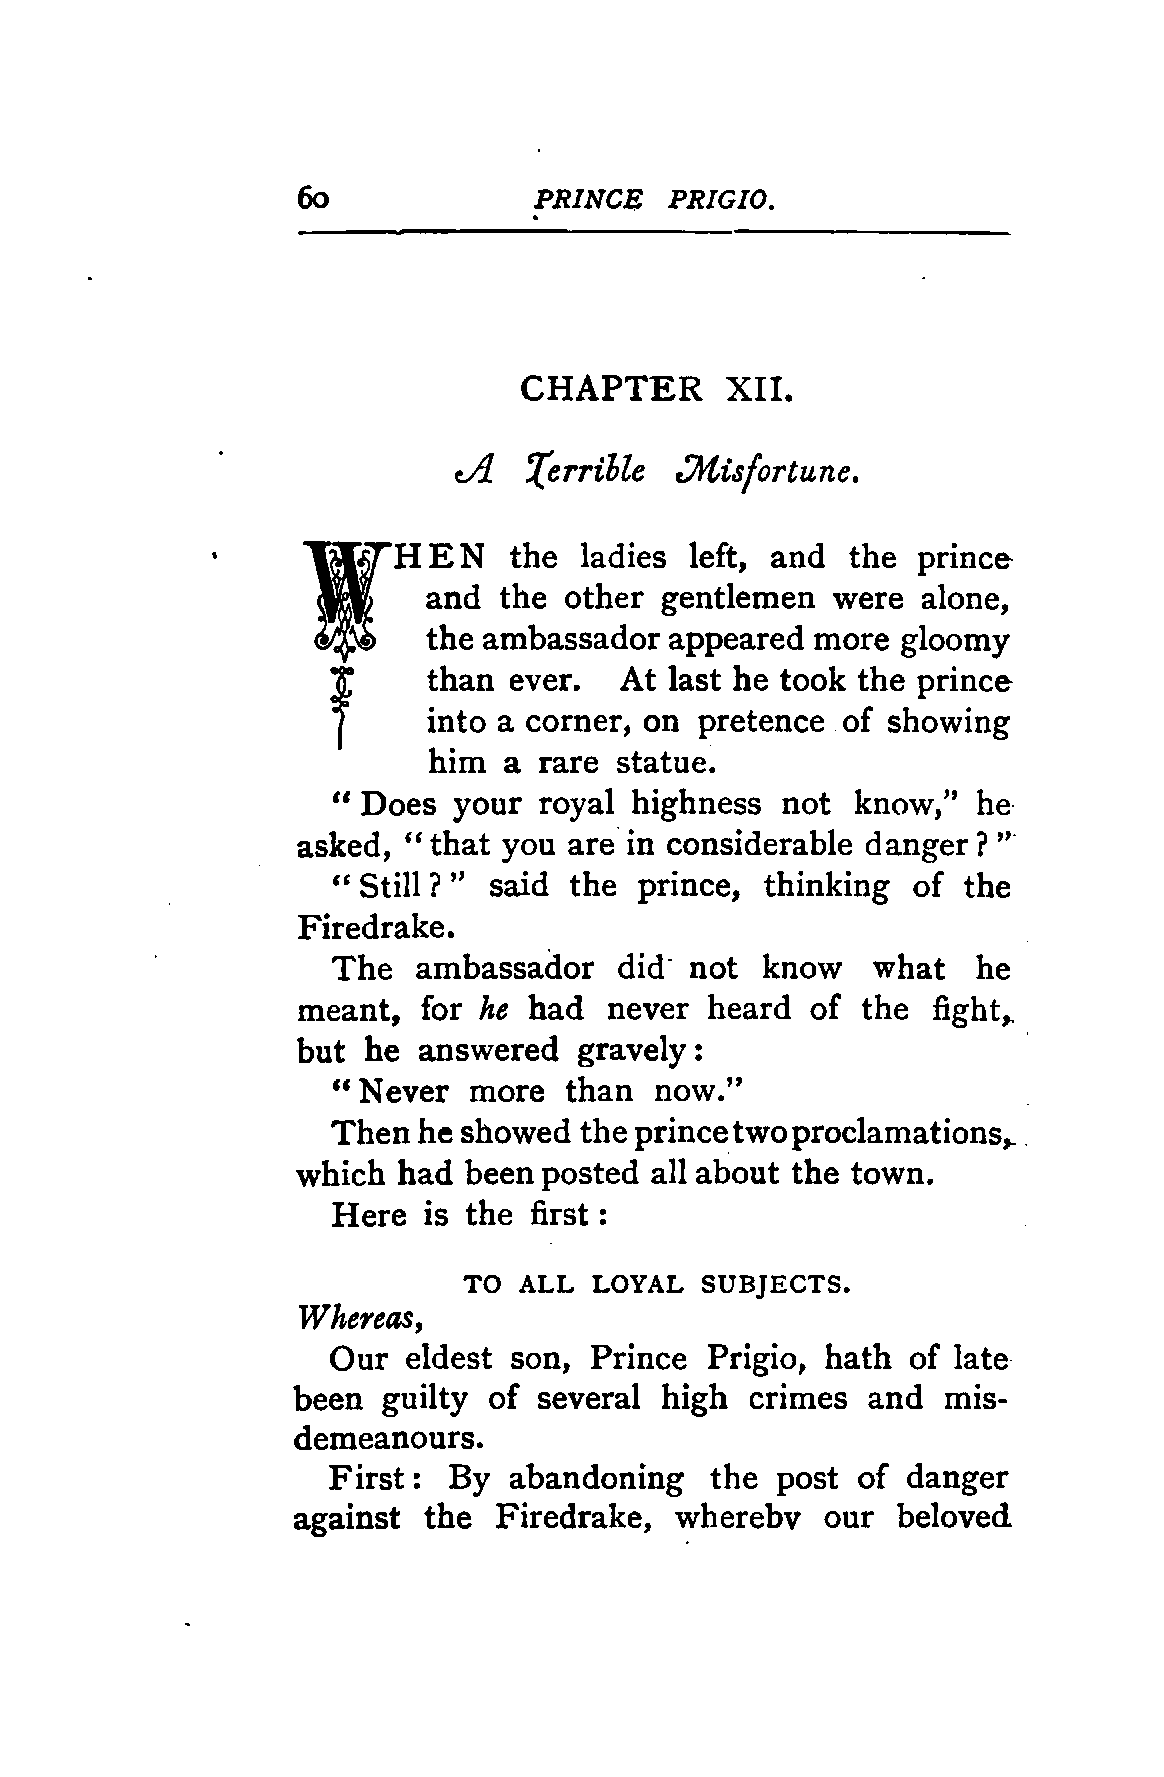 60 PRINCE PRIGIO.
CHAPTER XII.
A Terrible Misfortune.
WHEN the ladies left, and the prince
and the other gentlemen were alone,
the ambassador appeared more gloomy
than ever. At last he took the prince
into a corner, on pretence of showing
him a rare statue.
"Does your royal highness not know," he
asked, "that you are in considerable danger?"
"Still?" said the prince, thinking of the
Firedrake.
The ambassador did not know what he
meant, for he had never heard of the fight,
but he answered gravely:
"Never more than now."
Then he showed the prince two proclamations,
which had been posted all about the town.
Here is the first:
TO ALL LOYAL SUBJECTS.
Whereas,
Our eldest son, Prince Prigio, hath of late
been guilty of several high crimes and mis-
demeanours.
First: By abandoning the post of danger
against the Firedrake, whereby our beloved